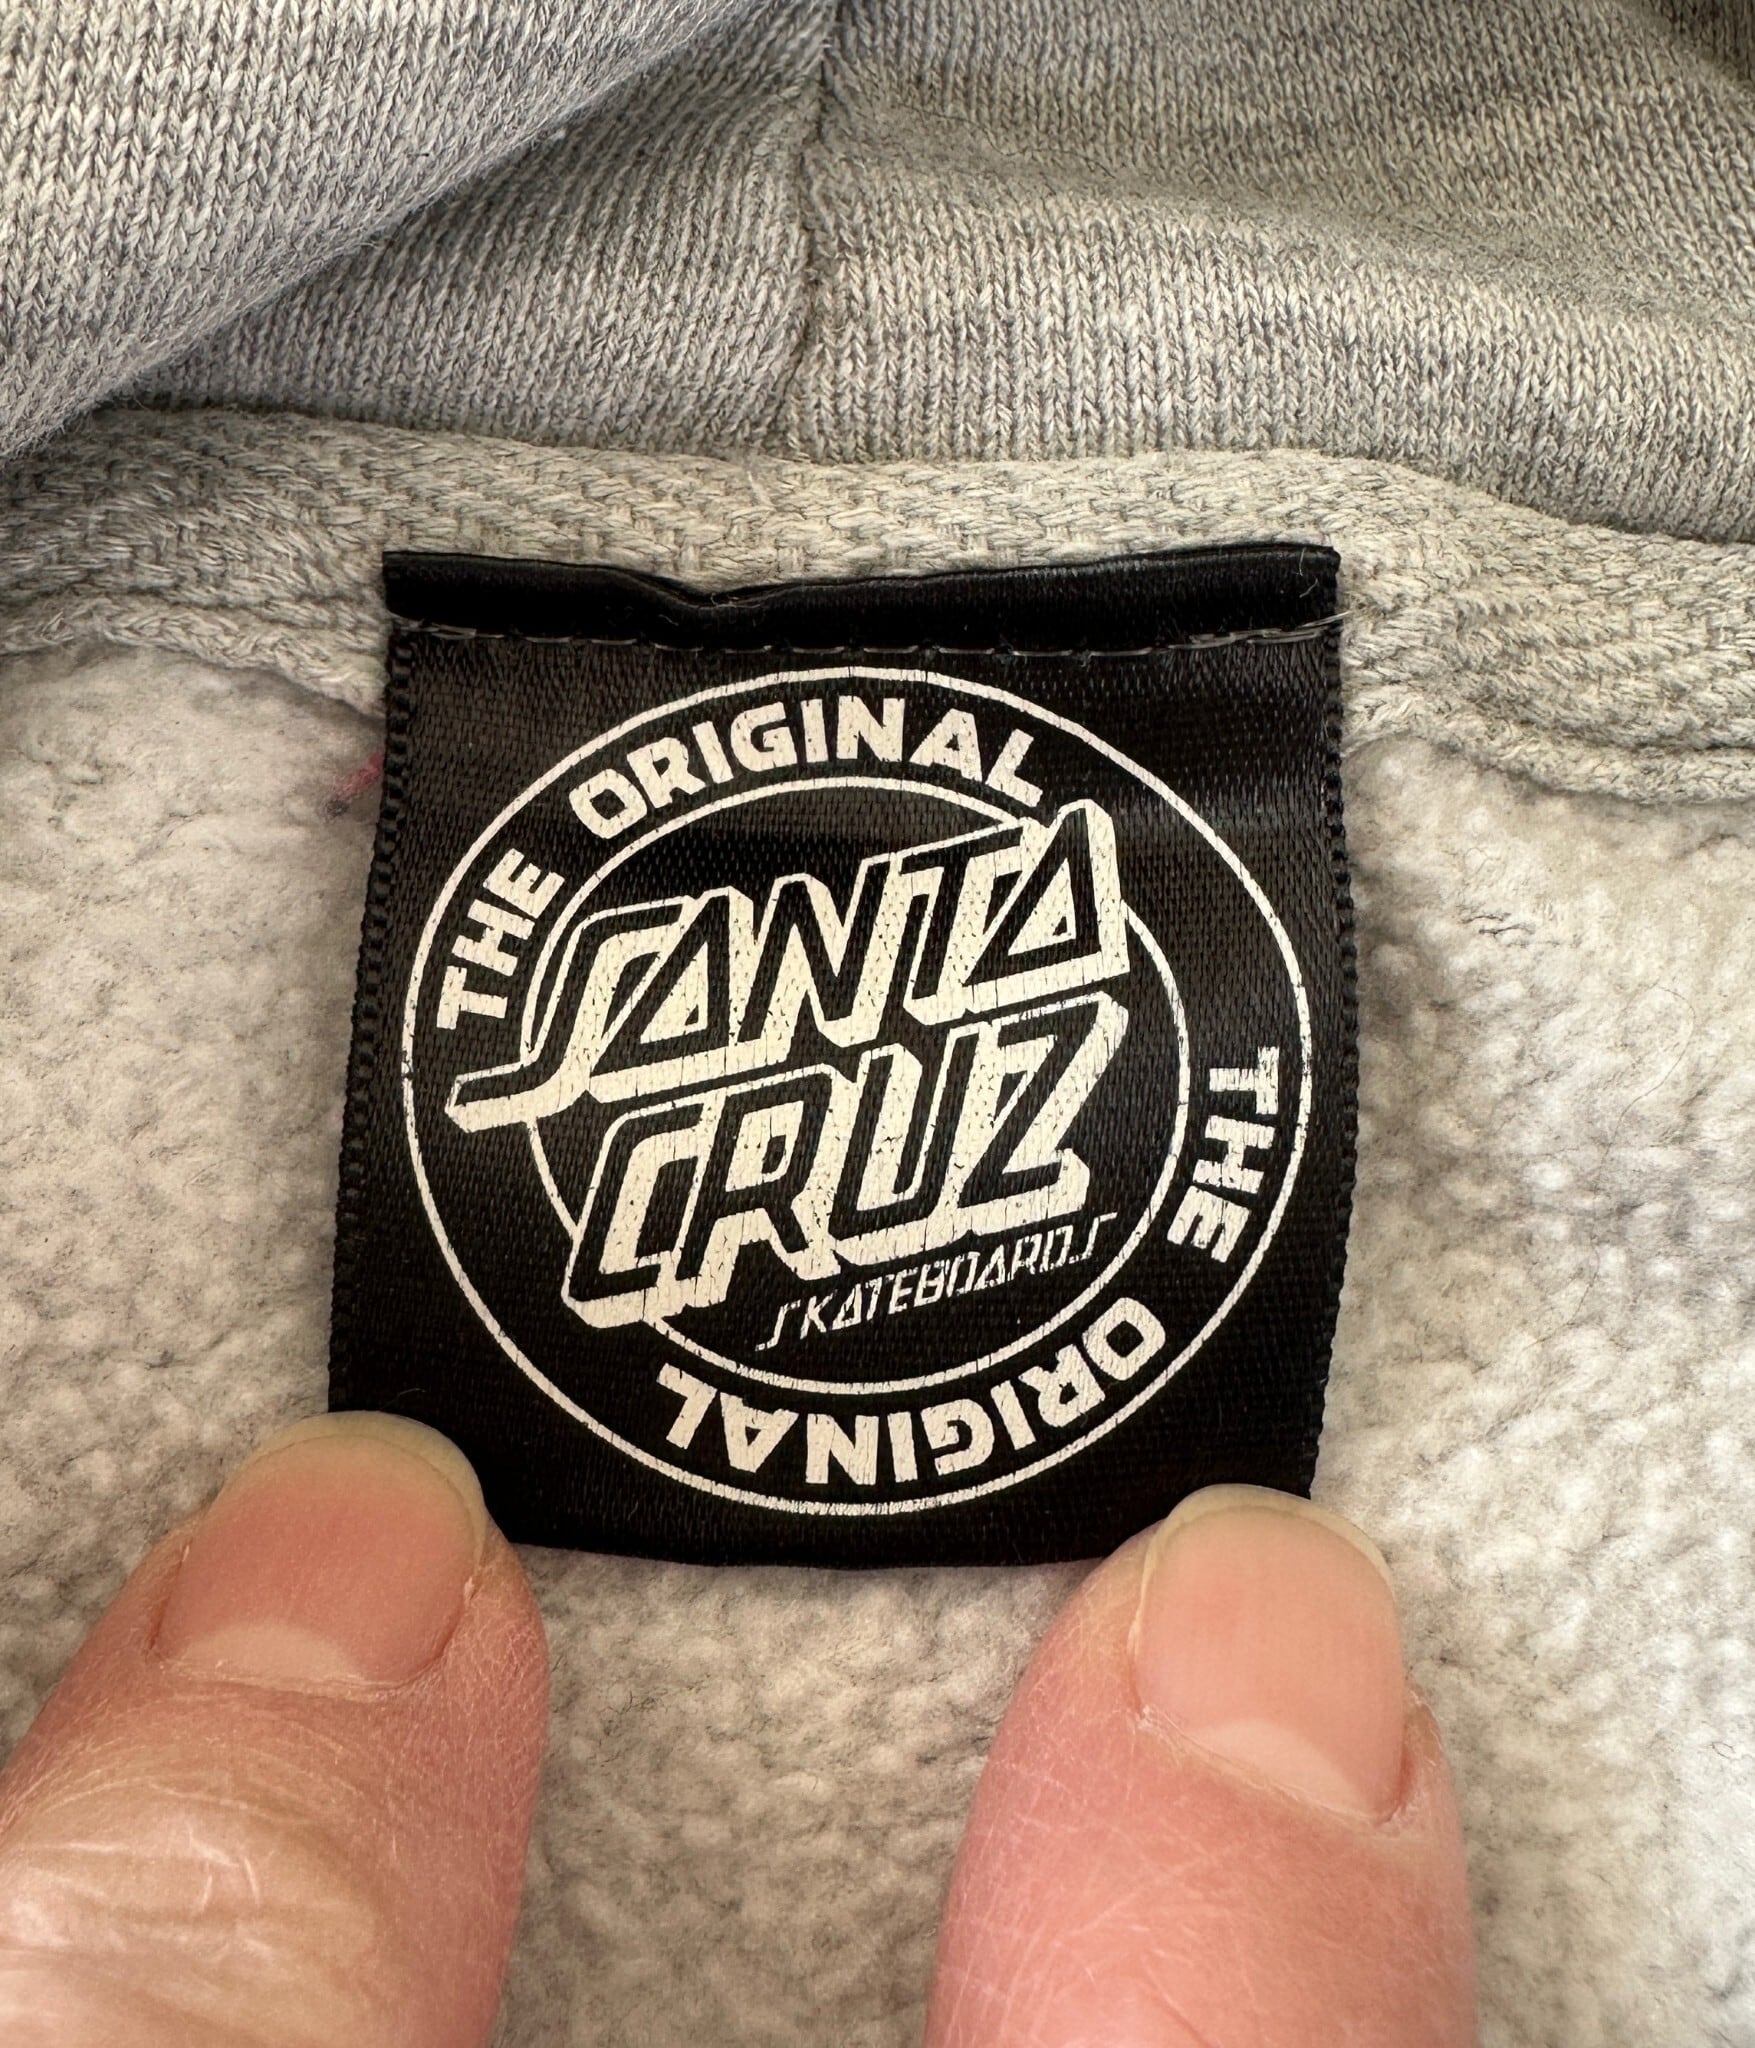 THE ORIGINAL
SANTA
CRUZ
SKATEBOARDS
THE ORIGINAL